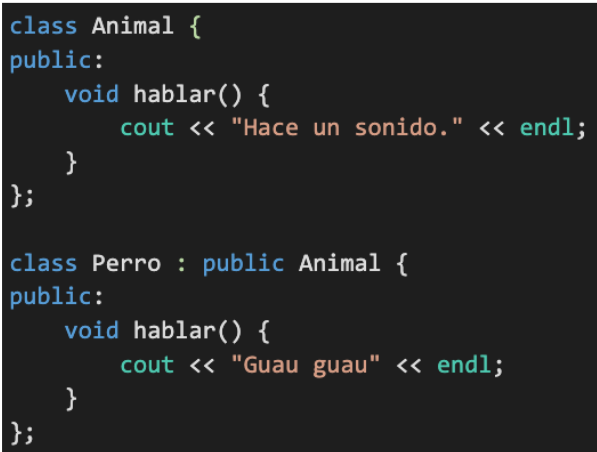 class Animal {
public:
    void hablar() {
        cout << "Hace un sonido." << endl;
    }
};

class Perro : public Animal {
public:
    void hablar() {
        cout << "Guau guau" << endl;
    }
};